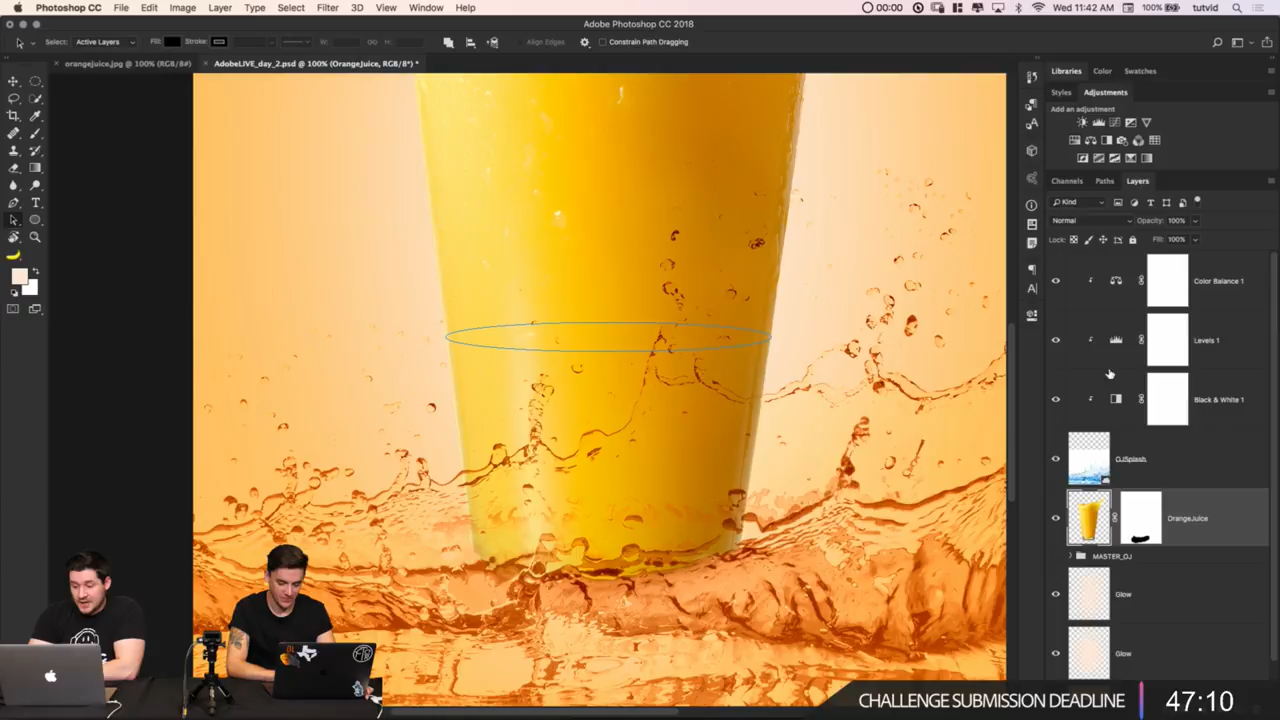 Photoshop CC File Edit Image Layer Type Select Filter 3D View Window Help 00:00 Wed 11:42 AM 100% tutvid
Adobe Photoshop CC 2018
Select: Active Layers Fill: Stroke: W: H: Align Edges Constrain Path Dragging
× orangejuice.jpg @ 100% (RGB/8#) × AdobeLIVE_day_2.psd @ 100% (OrangeJuice, RGB/8*) *
Libraries Color Swatches
Styles Adjustments
Add an adjustment
Channels Paths Layers
Kind
Normal Opacity: 100%
Lock: Fill: 100%
Color Balance 1
Levels 1
Black & White 1
OJSplash
OrangeJuice
MASTER_OJ
Glow
Glow
CHALLENGE SUBMISSION DEADLINE 47:10